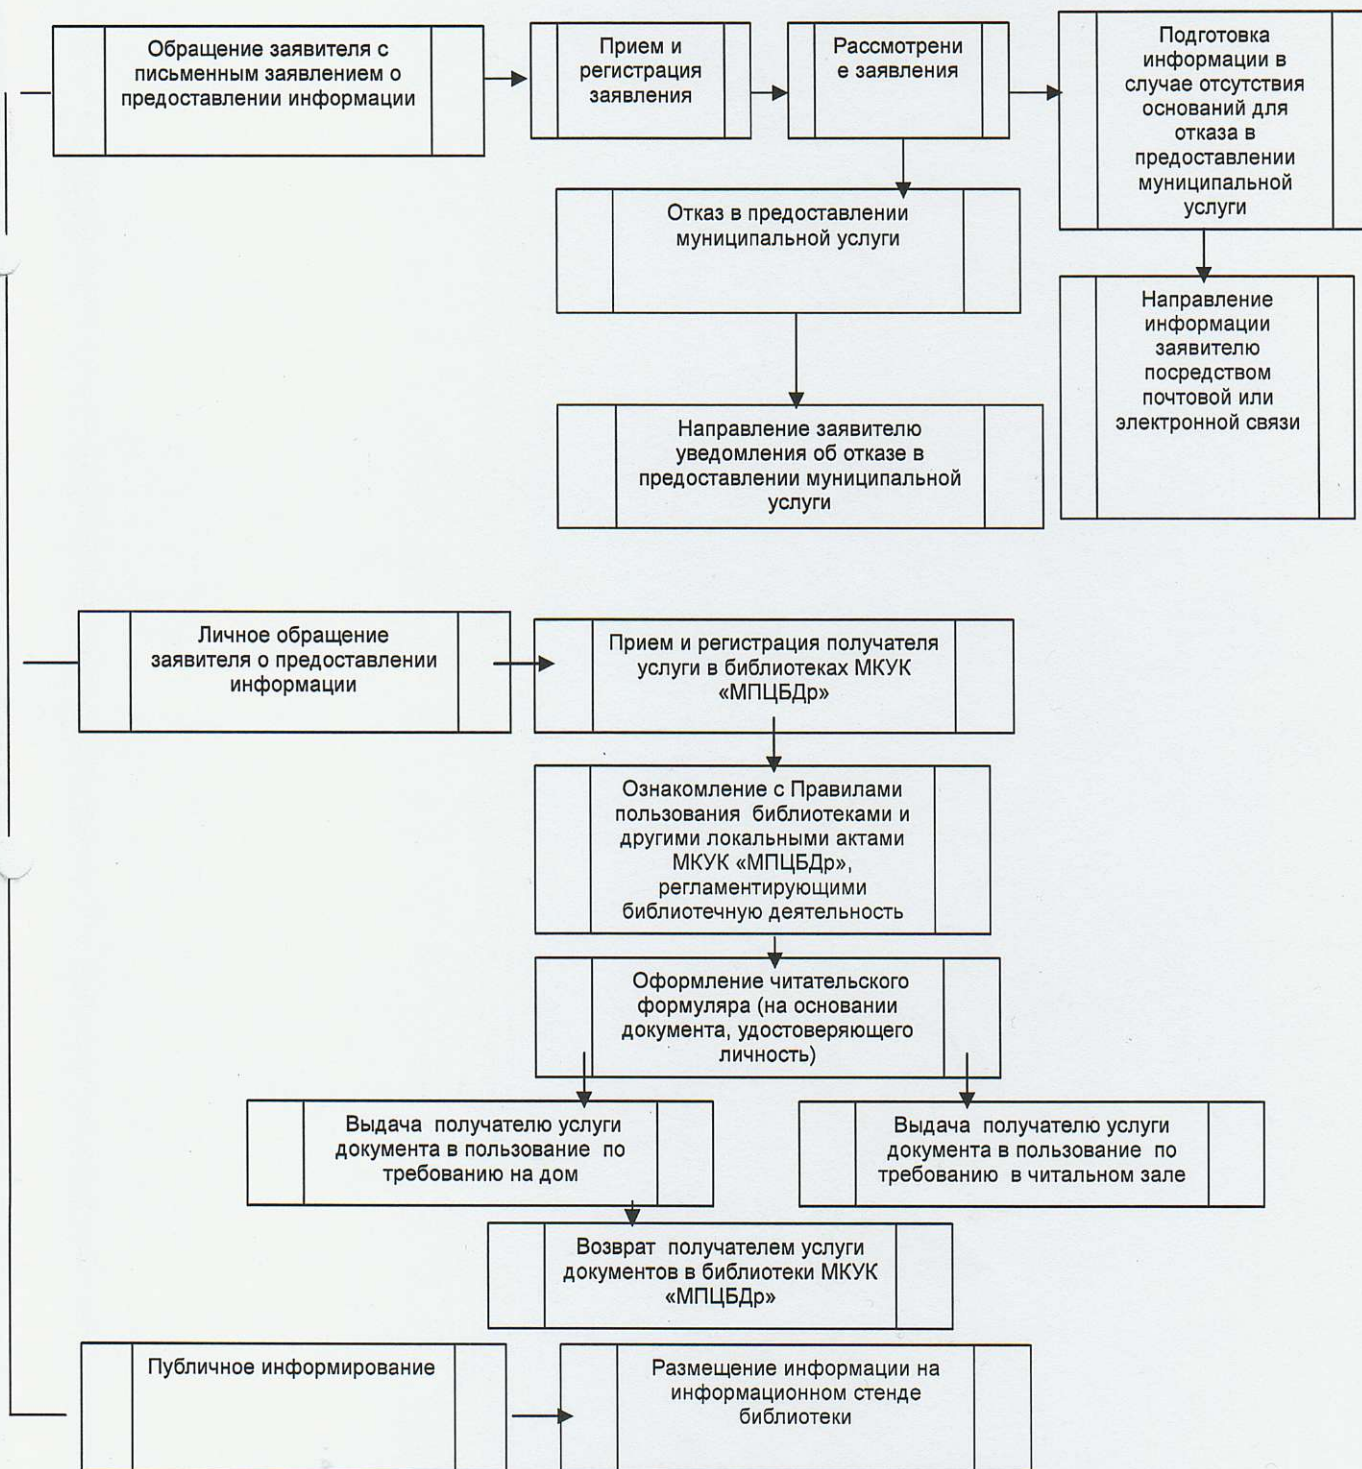 Обращение заявителя с
письменным заявлением о
предоставлении информации
Прием и
регистрация
заявления
Рассмотрени
е заявления
Подготовка
информации в
случае отсутствия
оснований для
отказа в
предоставлении
муниципальной
услуги
Отказ в предоставлении
муниципальной услуги
Направление
информации
заявителю
посредством
почтовой или
электронной связи
Направление заявителю
уведомления об отказе в
предоставлении муниципальной
услуги
Личное обращение
заявителя о предоставлении
информации
Прием и регистрация получателя
услуги в библиотеках МКУК
«МПЦБДр»
Ознакомление с Правилами
пользования библиотеками и
другими локальными актами
МКУК «МПЦБДр»,
регламентирующими
библиотечную деятельность
Оформление читательского
формуляра (на основании
документа, удостоверяющего
личность)
Выдача получателю услуги
документа в пользование по
требованию на дом
Выдача получателю услуги
документа в пользование по
требованию в читальном зале
Возврат получателем услуги
документов в библиотеки МКУК
«МПЦБДр»
Публичное информирование
Размещение информации на
информационном стенде
библиотеки